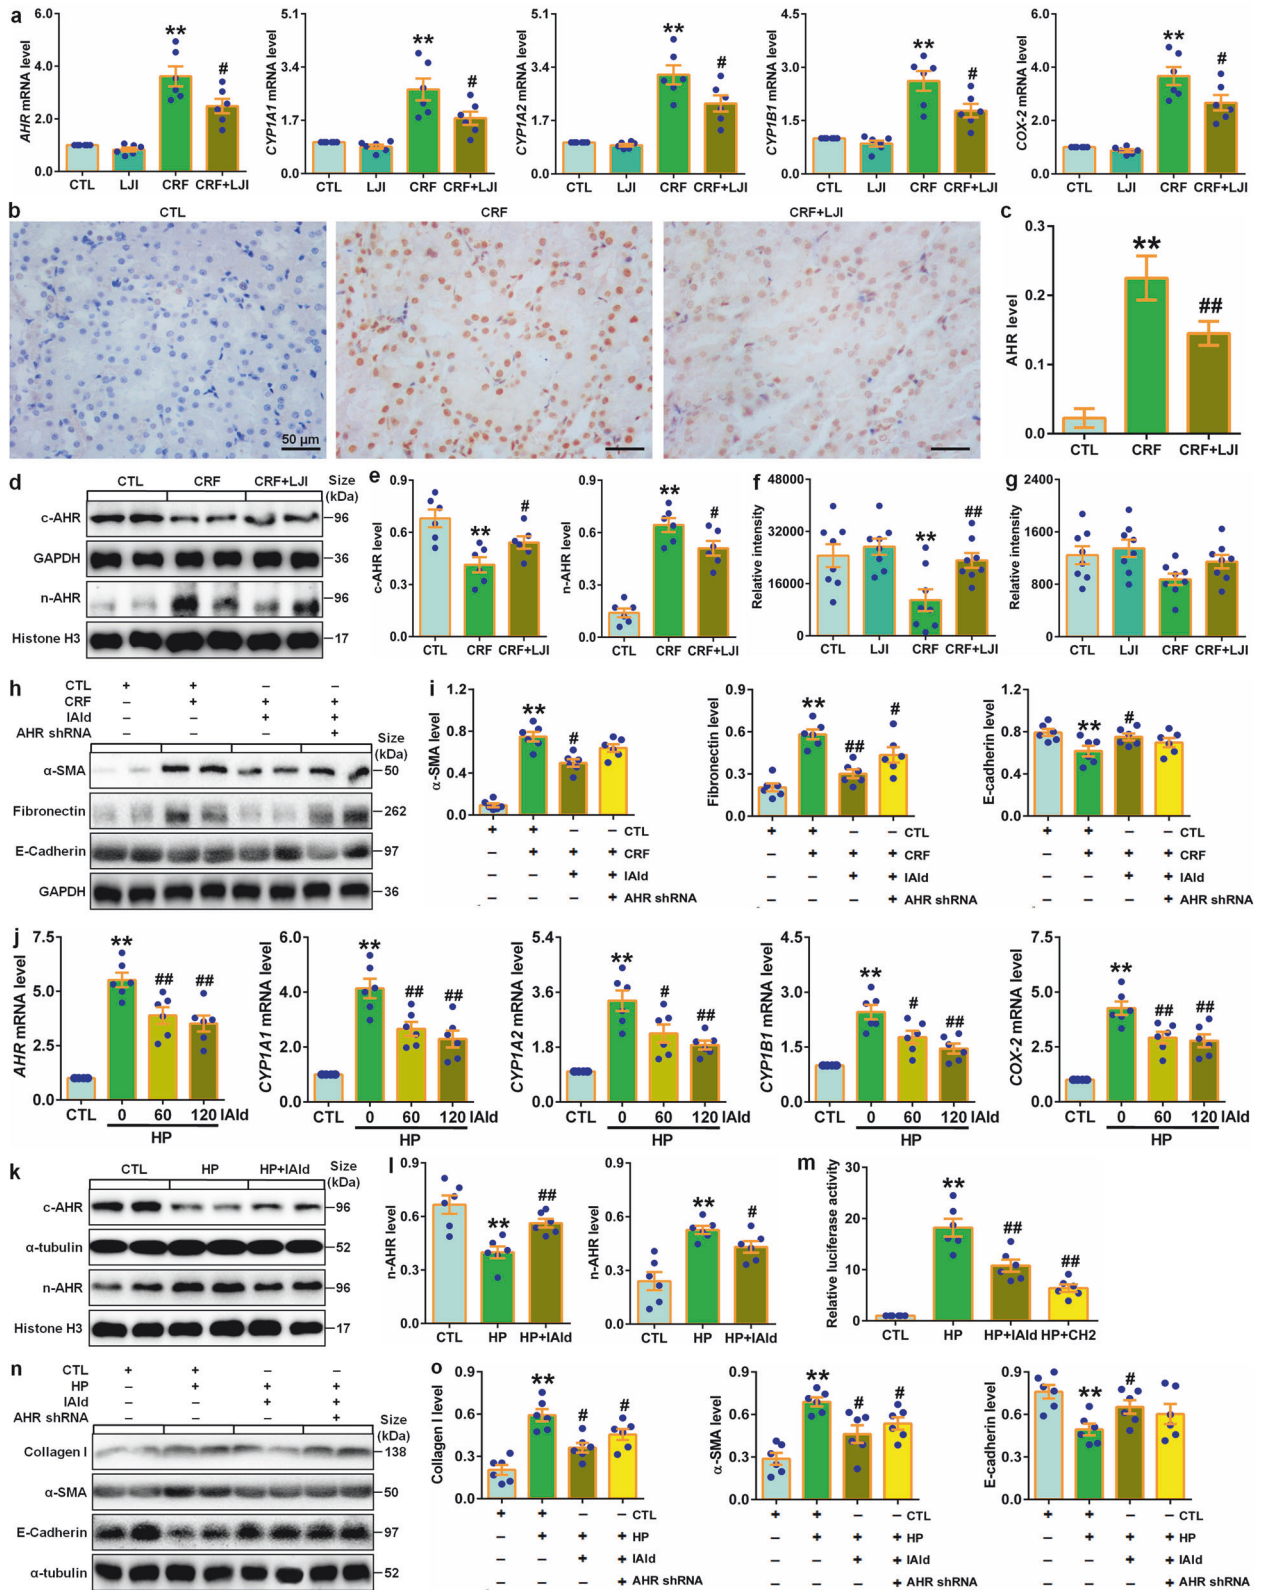 a
AHR mRNA level
6.0
4.0
2.0
0.0
CTL LJI CRF CRF+LJI
**
#
CYP1A1 mRNA level
5.1
3.4
1.7
0.0
CTL LJI CRF CRF+LJI
**
#
CYP1A2 mRNA level
5.1
3.4
1.7
0.0
CTL LJI CRF CRF+LJI
**
#
CYP1B1 mRNA level
4.5
3.0
1.5
0.0
CTL LJI CRF CRF+LJI
**
#
COX-2 mRNA level
6.0
4.0
2.0
0.0
CTL LJI CRF CRF+LJI
**
#
b
CTL CRF CRF+LJI
50 µm
c
AHR level
0.3
0.2
0.1
0.0
CTL CRF CRF+LJI
**
##
d
CTL CRF CRF+LJI Size (kDa)
c-AHR 96
GAPDH 36
n-AHR 96
Histone H3 17
e
c-AHR level
0.9
0.6
0.3
0.0
CTL CRF CRF+LJI
**
#
n-AHR level
0.9
0.6
0.3
0.0
CTL CRF CRF+LJI
**
#
f
Relative intensity
48000
32000
16000
0
CTL LJI CRF CRF+LJI
**
##
g
Relative intensity
2400
1600
800
0
CTL LJI CRF CRF+LJI
h
CTL + + – –
CRF – + + +
IAld – – + +
AHR shRNA – – – +
Size (kDa)
α-SMA 50
Fibronectin 262
E-Cadherin 97
GAPDH 36
i
α-SMA level
1.2
0.8
0.4
0.0
**
#
+ + – – CTL
– + + + CRF
– – + + IAld
– – – + AHR shRNA
Fibronectin level
0.9
0.6
0.3
0.0
**
##
#
+ + – – CTL
– + + + CRF
– – + + IAld
– – – + AHR shRNA
E-cadherin level
1.2
0.8
0.4
0.0
**
#
+ + – – CTL
– + + + CRF
– – + + IAld
– – – + AHR shRNA
j
AHR mRNA level
7.5
5.0
2.5
0.0
CTL 0 60 120 IAld
HP
**
##
##
CYP1A1 mRNA level
6.0
4.0
2.0
0.0
CTL 0 60 120 IAld
HP
**
##
##
CYP1A2 mRNA level
5.4
3.6
1.8
0.0
CTL 0 60 120 IAld
HP
**
#
##
CYP1B1 mRNA level
4.5
3.0
1.5
0.0
CTL 0 60 120 IAld
HP
**
#
##
COX-2 mRNA level
7.5
5.0
2.5
0.0
CTL 0 60 120 IAld
HP
**
##
##
k
CTL HP HP+IAld Size (kDa)
c-AHR 96
α-tubulin 52
n-AHR 96
Histone H3 17
l
n-AHR level
0.9
0.6
0.3
0.0
CTL HP HP+IAld
**
##
n-AHR level
0.9
0.6
0.3
0.0
CTL HP HP+IAld
**
#
m
Relative luciferase activity
30
20
10
0
CTL HP HP+IAld HP+CH2
**
##
##
n
CTL + + – –
HP – + + +
IAld – – + +
AHR shRNA – – – +
Size (kDa)
Collagen I 138
α-SMA 50
E-Cadherin 97
α-tubulin 52
o
Collagen I level
0.9
0.6
0.3
0.0
**
#
#
+ + – – CTL
– + + + HP
– – + + IAld
– – – + AHR shRNA
α-SMA level
0.9
0.6
0.3
0.0
**
#
#
+ + – – CTL
– + + + HP
– – + + IAld
– – – + AHR shRNA
E-cadherin level
0.9
0.6
0.3
0.0
**
#
+ + – – CTL
– + + + HP
– – + + IAld
– – – + AHR shRNA